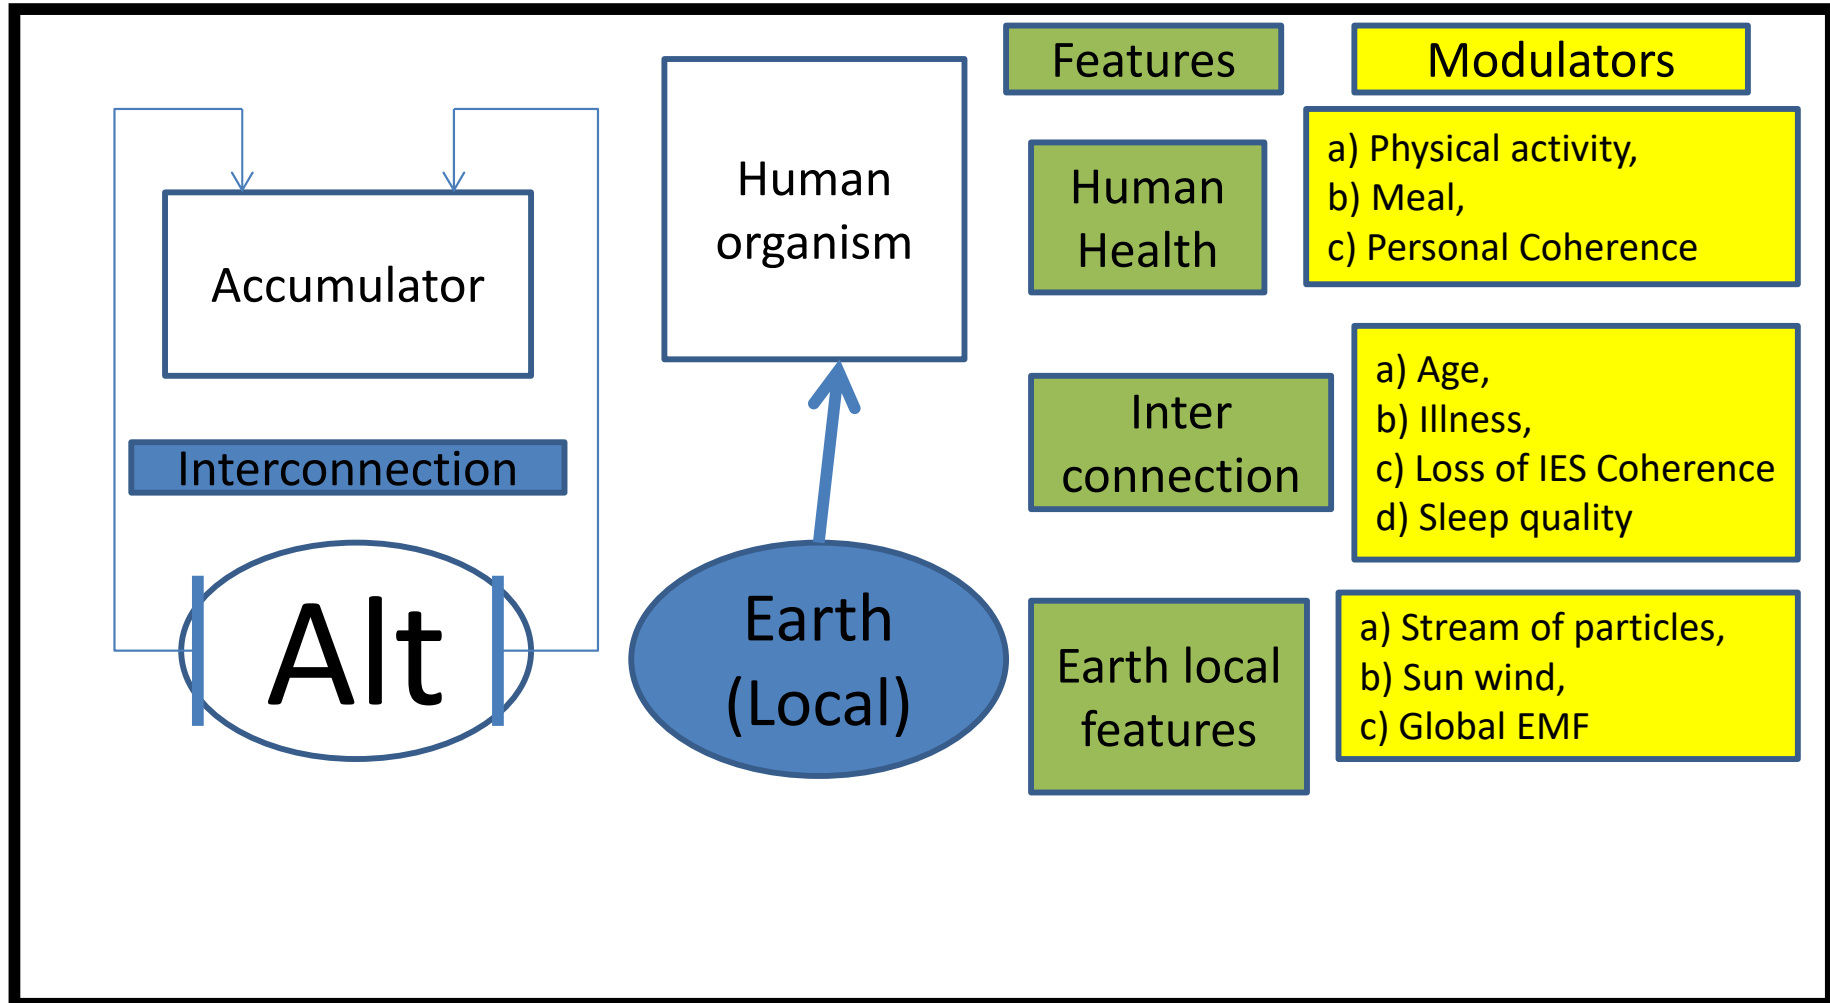 Accumulator
Interconnection
Alt
Human
organism
Earth
(Local)
Features
Modulators
Human
Health
a) Physical activity,
b) Meal,
c) Personal Coherence
Inter
connection
a) Age,
b) Illness,
c) Loss of IES Coherence
d) Sleep quality
Earth local
features
a) Stream of particles,
b) Sun wind,
c) Global EMF